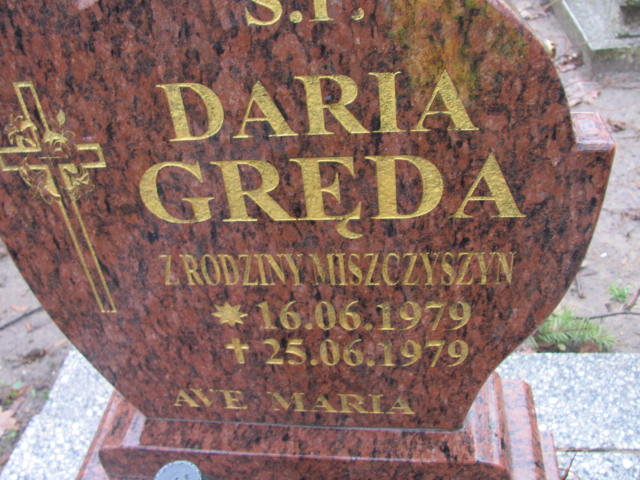 Ś.P.
DARIA
GRĘDA
Z RODZINY MISZCZYSZYN
16.06.1979
25.06.1979
AVE MARIA